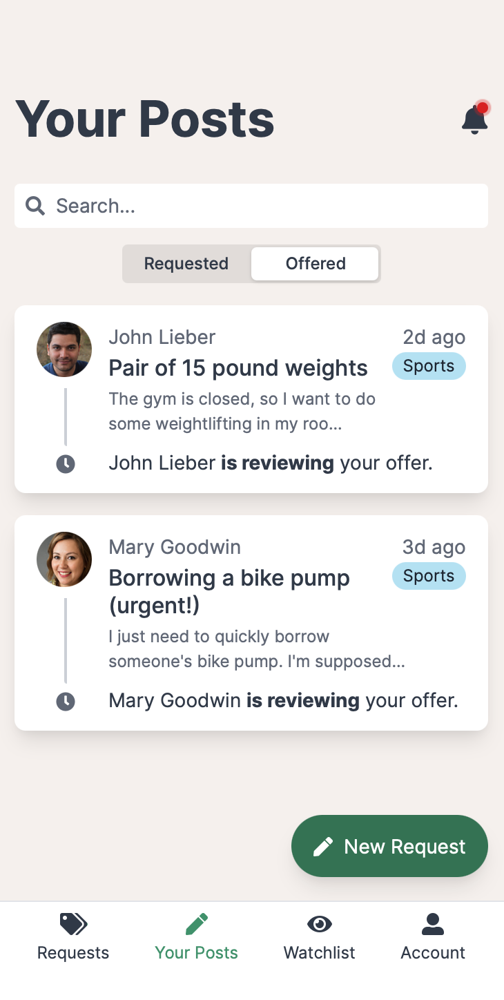 Your Posts
Search...
Requested
Offered
John Lieber
2d ago
Pair of 15 pound weights
Sports
The gym is closed, so I want to do
some weightlifting in my roo...
John Lieber is reviewing your offer.
Mary Goodwin
3d ago
Borrowing a bike pump
(urgent!)
Sports
I just need to quickly borrow
someone's bike pump. I'm supposed...
Mary Goodwin is reviewing your offer.
New Request
Requests
Your Posts
Watchlist
Account